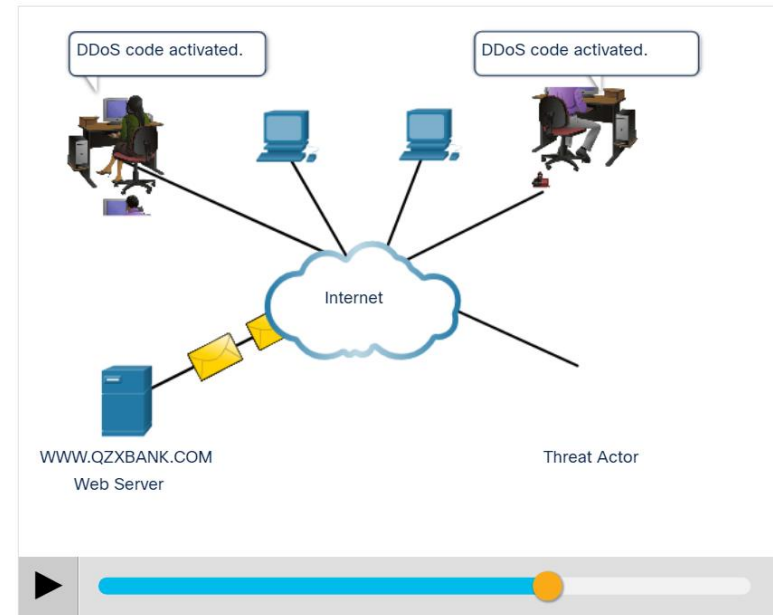 DDoS code activated.
DDoS code activated.
Internet
WWW.QZXBANK.COM
Web Server
Threat Actor